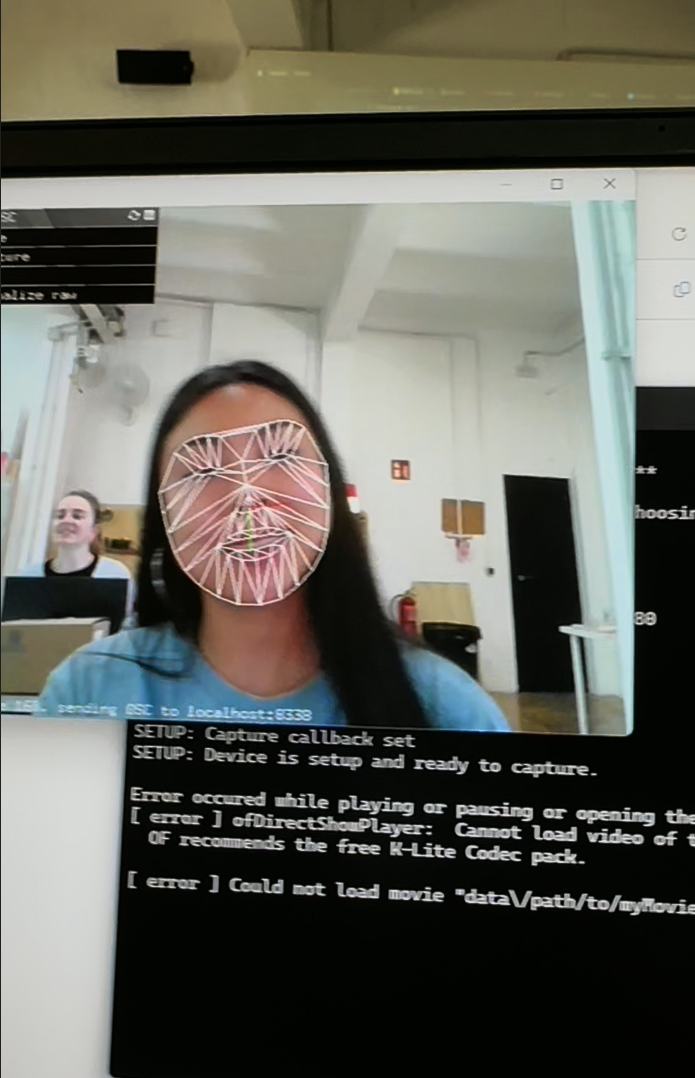 SC
e
ture
alize raw
**
hoosin
80
sending OSC to localhost:8338
SETUP: Capture callback set
SETUP: Device is setup and ready to capture.
Error occured while playing or pausing or opening the
[ error ] ofDirectShowPlayer: Cannot load video of t
OF recommends the free K-Lite Codec pack.
[ error ] Could not load movie "data\/path/to/myMovie